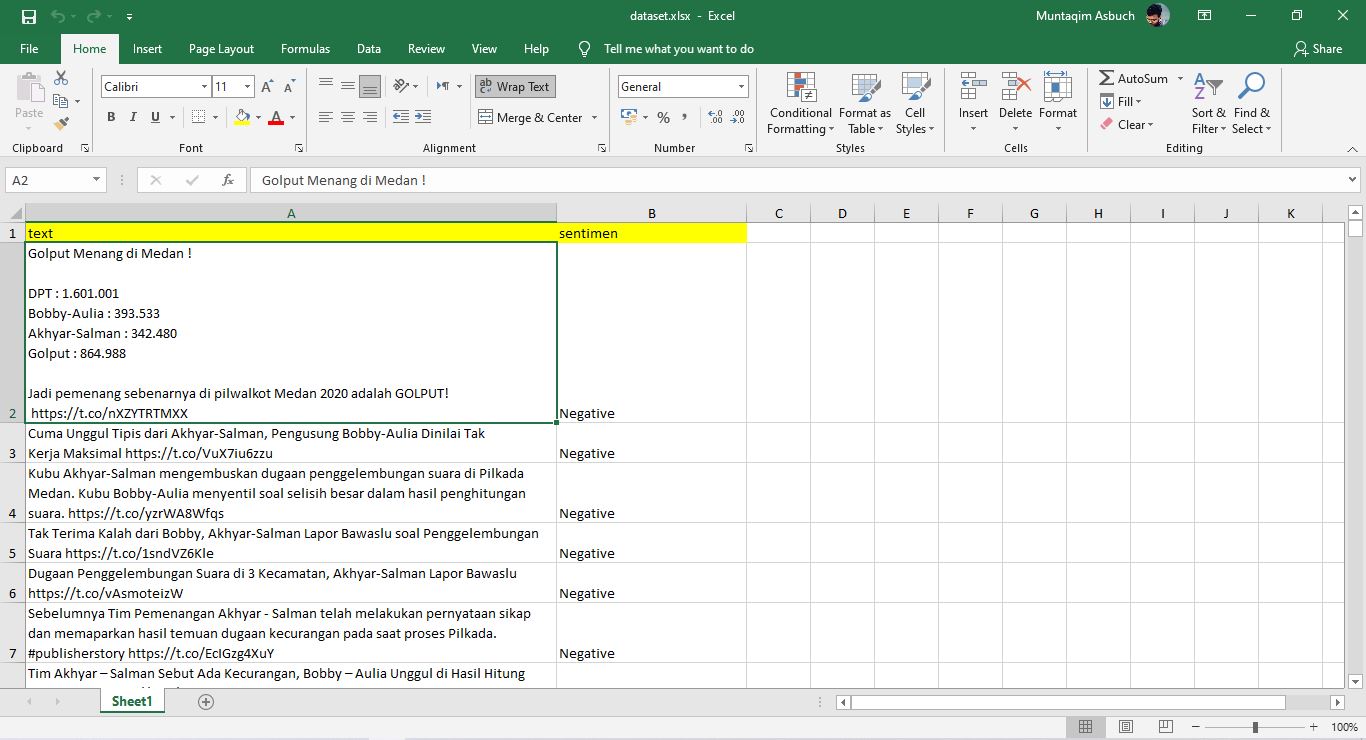 dataset.xlsx - Excel
Muntaqim Asbuch
File Home Insert Page Layout Formulas Data Review View Help Tell me what you want to do Share
Paste
Clipboard
Calibri 11
B I U
Font
Wrap Text
Merge & Center
Alignment
General
Number
Conditional Formatting
Format as Table
Cell Styles
Styles
Insert Delete Format
Cells
AutoSum
Fill
Clear
Sort & Filter
Find & Select
Editing
A2 fx Golput Menang di Medan !
A B C D E F G H I J K
1 text sentimen
Golput Menang di Medan !
DPT : 1.601.001
Bobby-Aulia : 393.533
Akhyar-Salman : 342.480
Golput : 864.988
Jadi pemenang sebenarnya di pilwalkot Medan 2020 adalah GOLPUT!
2 https://t.co/nXZYTRTMXX Negative
Cuma Unggul Tipis dari Akhyar-Salman, Pengusung Bobby-Aulia Dinilai Tak
3 Kerja Maksimal https://t.co/VuX7iu6zzu Negative
Kubu Akhyar-Salman mengembuskan dugaan penggelembungan suara di Pilkada
Medan. Kubu Bobby-Aulia menyentil soal selisih besar dalam hasil penghitungan
4 suara. https://t.co/yzrWA8Wfqs Negative
Tak Terima Kalah dari Bobby, Akhyar-Salman Lapor Bawaslu soal Penggelembungan
5 Suara https://t.co/1sndVZ6Kle Negative
Dugaan Penggelembungan Suara di 3 Kecamatan, Akhyar-Salman Lapor Bawaslu
6 https://t.co/vAsmoteizW Negative
Sebelumnya Tim Pemenangan Akhyar - Salman telah melakukan pernyataan sikap
dan memaparkan hasil temuan dugaan kecurangan pada saat proses Pilkada.
7 #publisherstory https://t.co/EcIGzg4XuY Negative
Tim Akhyar – Salman Sebut Ada Kecurangan, Bobby – Aulia Unggul di Hasil Hitung
Sheet1
100%